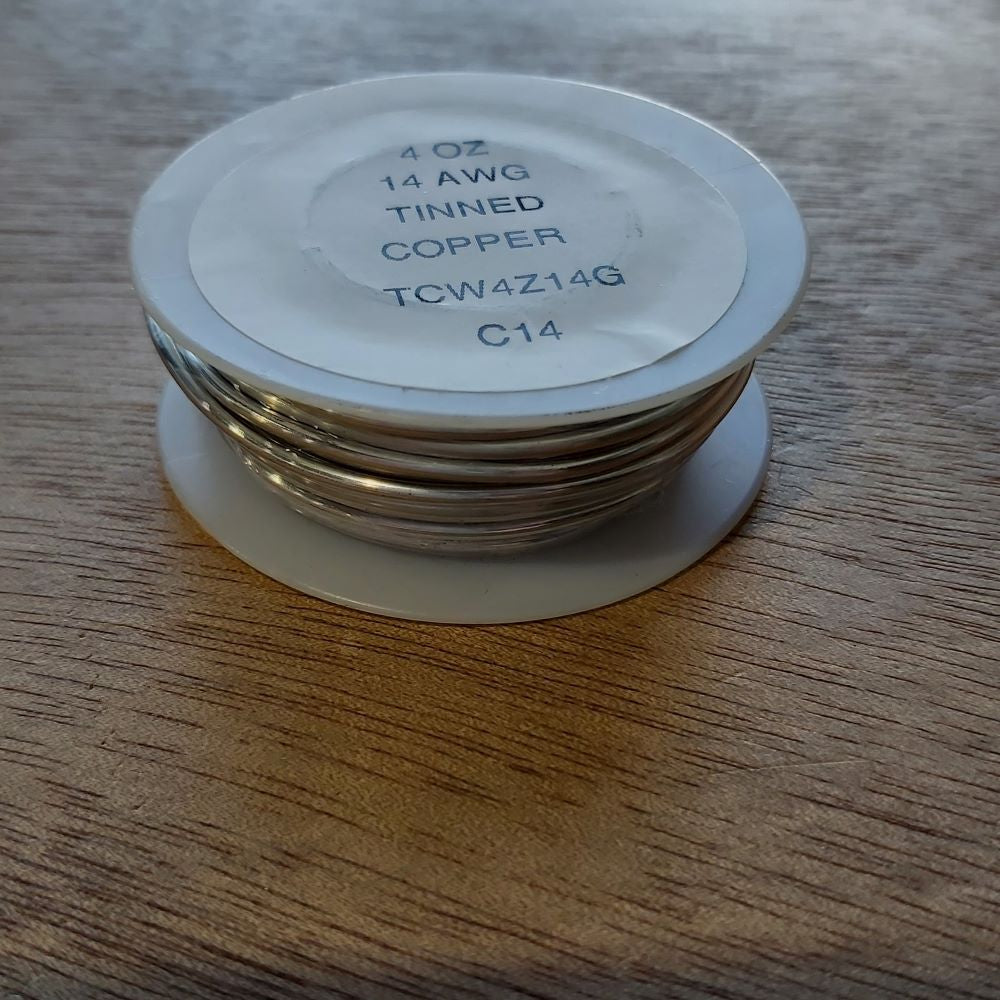 4 OZ
14 AWG
TINNED
COPPER
TCW4Z14G
C14